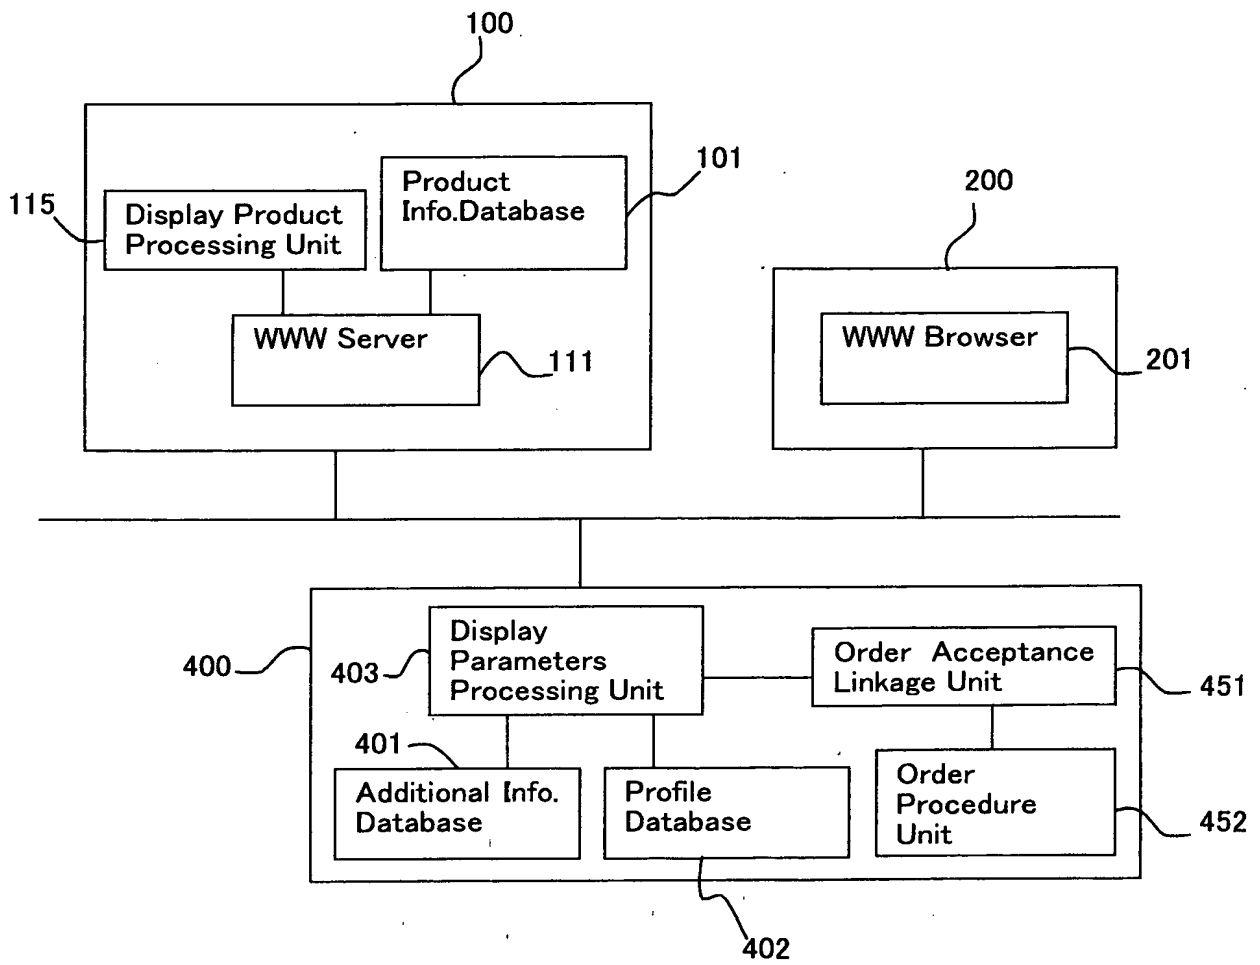 100
101
115
Product
Info.Database
Display Product
Processing Unit
WWW Server
111
200
WWW Browser
201
400
403
Display
Parameters
Processing Unit
Order Acceptance
Linkage Unit
451
401
Additional Info.
Database
Profile
Database
Order
Procedure
Unit
452
402